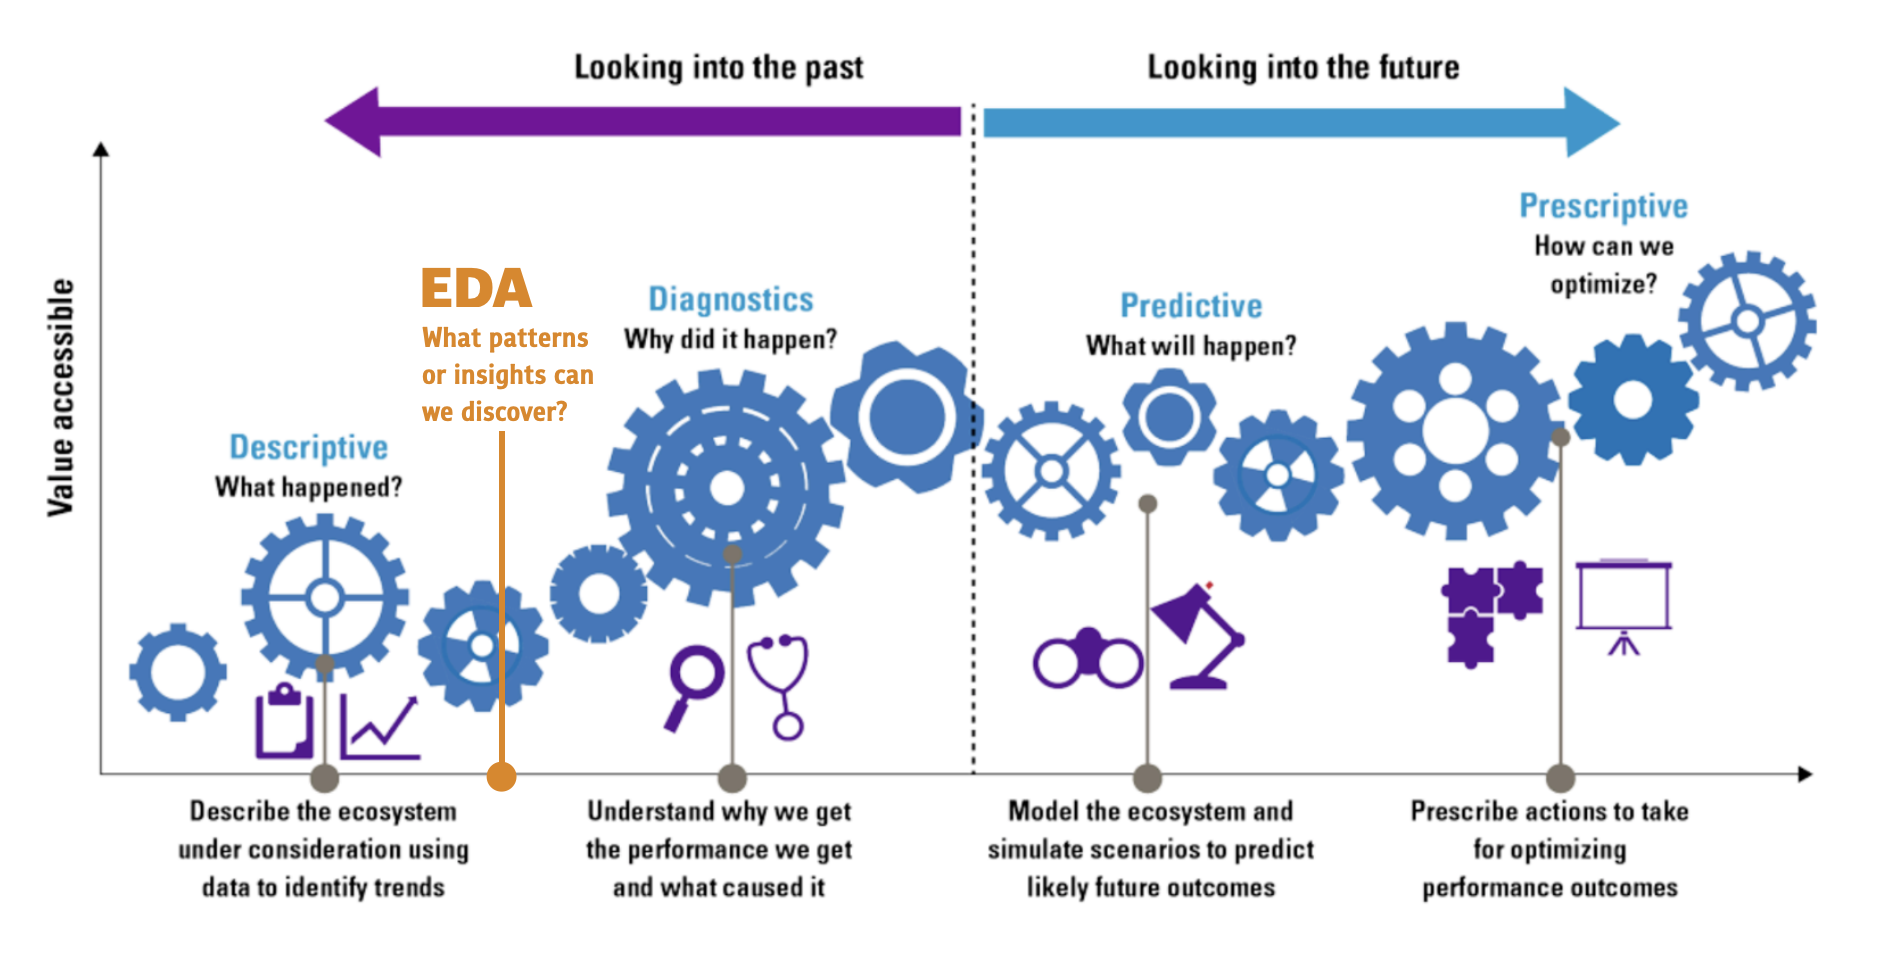 Looking into the past
Looking into the future
Value accessible
Descriptive
What happened?
EDA
What patterns
or insights can
we discover?
Diagnostics
Why did it happen?
Predictive
What will happen?
Prescriptive
How can we
optimize?
Describe the ecosystem
under consideration using
data to identify trends
Understand why we get
the performance we get
and what caused it
Model the ecosystem and
simulate scenarios to predict
likely future outcomes
Prescribe actions to take
for optimizing
performance outcomes